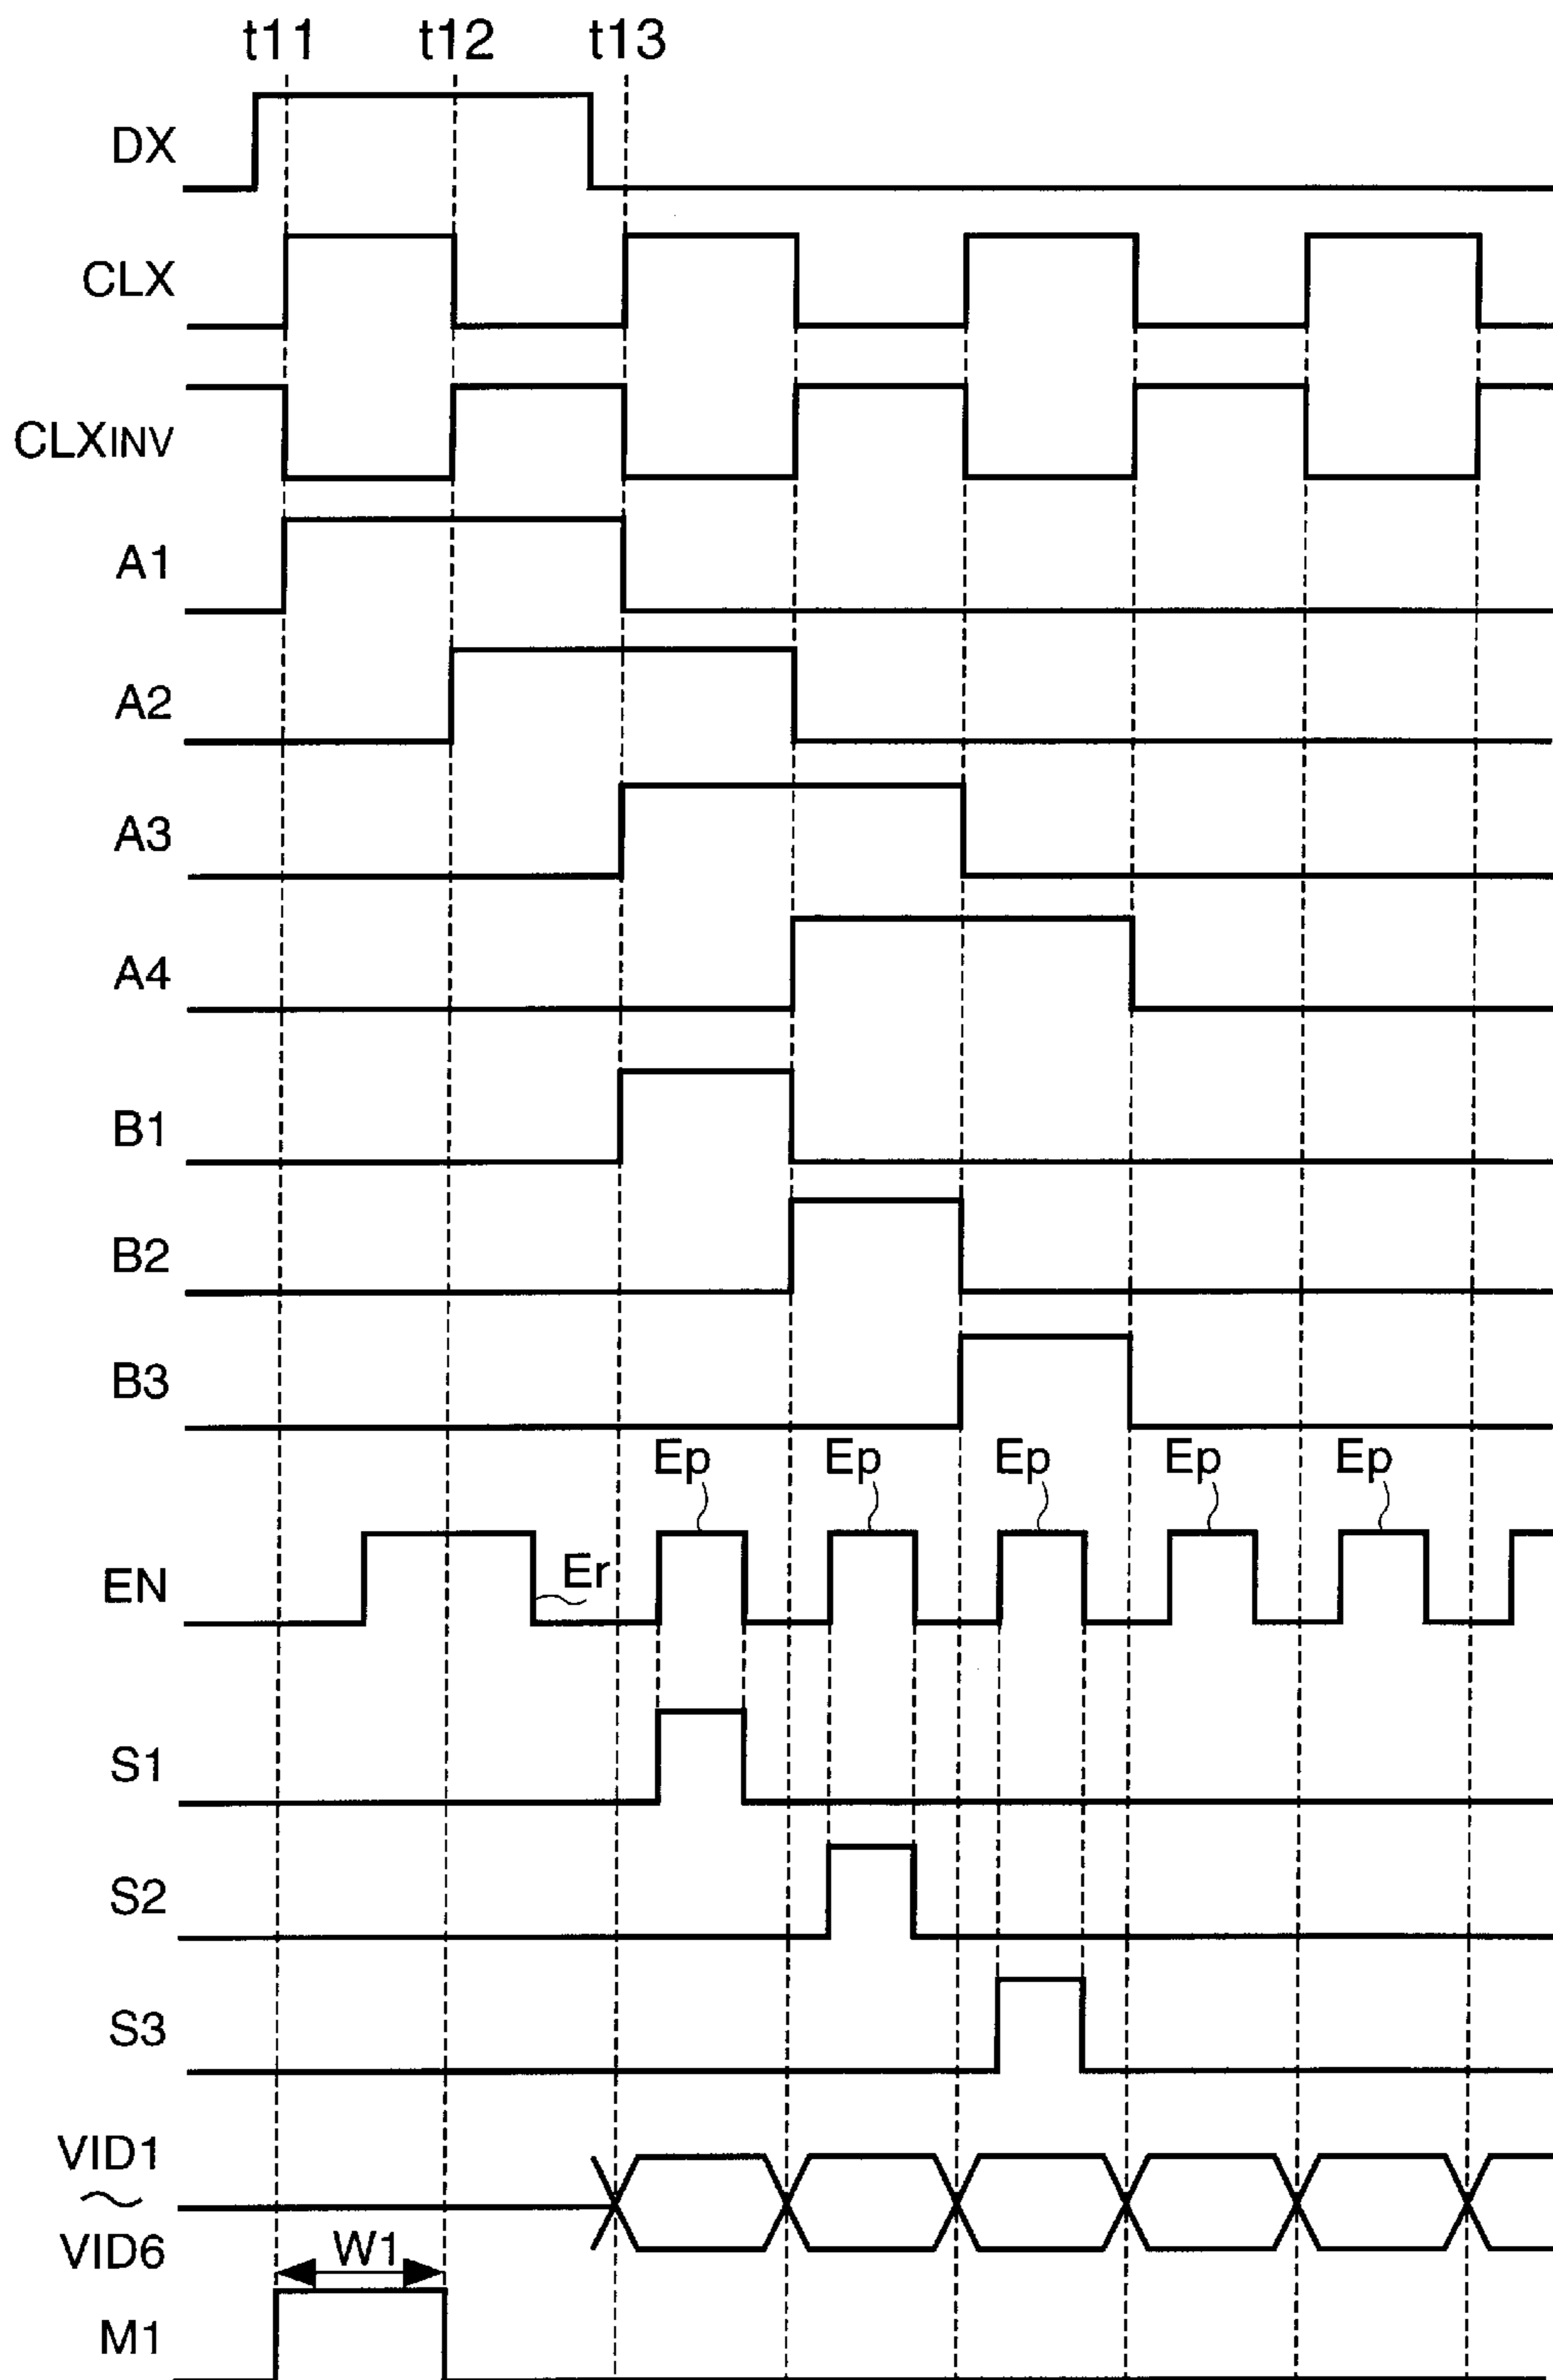 t11 t12 t13
DX
CLX
CLXINV
A1
A2
A3
A4
B1
B2
B3
Ep Ep Ep Ep Ep
EN
Er
S1
S2
S3
VID1
~
VID6
W1
M1